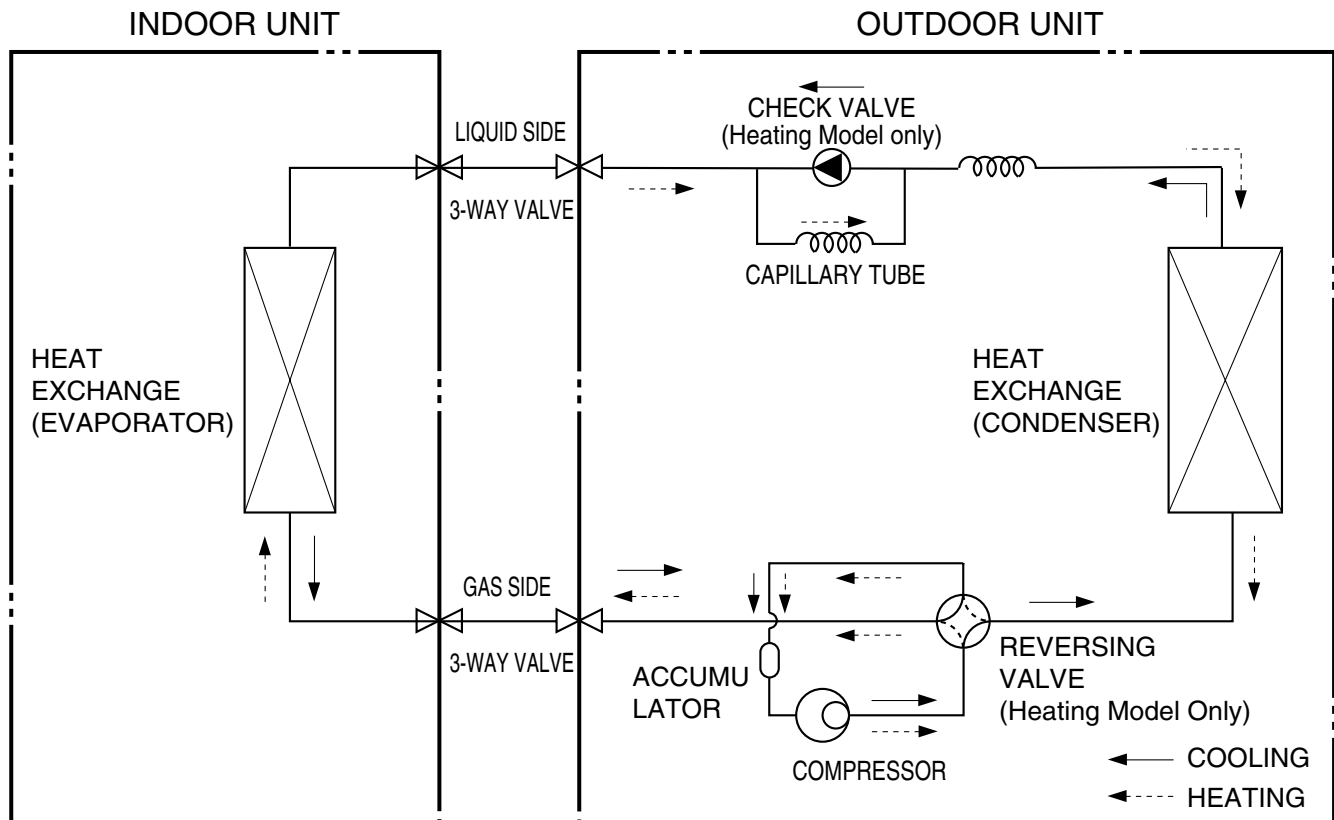 INDOOR UNIT
OUTDOOR UNIT
CHECK VALVE
(Heating Model only)
LIQUID SIDE
3-WAY VALVE
CAPILLARY TUBE
HEAT
EXCHANGE
(EVAPORATOR)
HEAT
EXCHANGE
(CONDENSER)
GAS SIDE
3-WAY VALVE
ACCUMU
LATOR
REVERSING
VALVE
(Heating Model Only)
COMPRESSOR
COOLING
HEATING